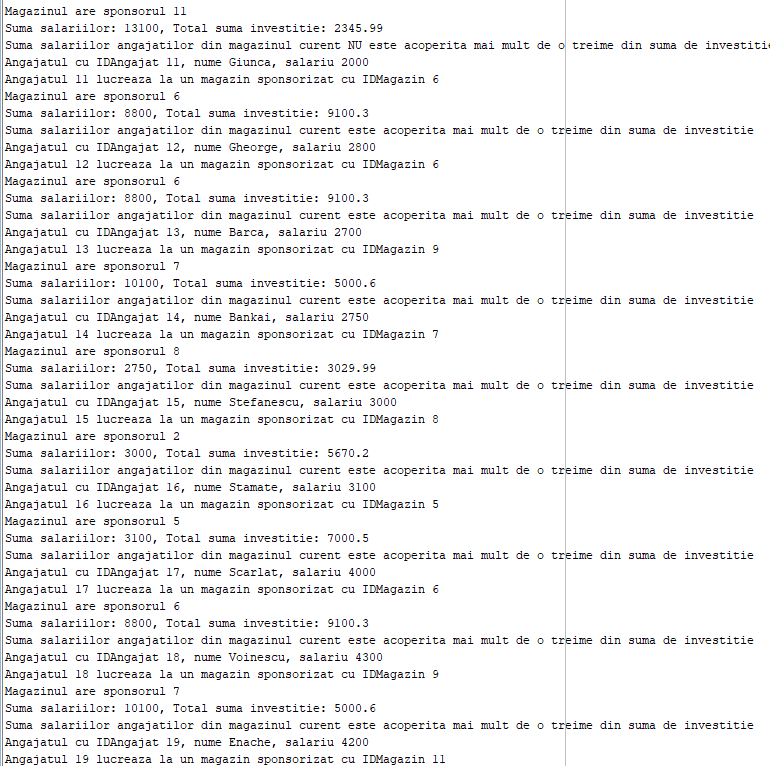 Magazinul are sponsorul 11
Suma salariilor: 13100, Total suma investitie: 2345.99
Suma salariilor angajatilor din magazinul curent NU este acoperita mai mult de o treime din suma de investiti
Angajatul cu IDAngajat 11, nume Giunca, salariu 2000
Angajatul 11 lucreaza la un magazin sponsorizat cu IDMagazin 6
Magazinul are sponsorul 6
Suma salariilor: 8800, Total suma investitie: 9100.3
Suma salariilor angajatilor din magazinul curent este acoperita mai mult de o treime din suma de investitie
Angajatul cu IDAngajat 12, nume Gheorge, salariu 2800
Angajatul 12 lucreaza la un magazin sponsorizat cu IDMagazin 6
Magazinul are sponsorul 6
Suma salariilor: 8800, Total suma investitie: 9100.3
Suma salariilor angajatilor din magazinul curent este acoperita mai mult de o treime din suma de investitie
Angajatul cu IDAngajat 13, nume Barca, salariu 2700
Angajatul 13 lucreaza la un magazin sponsorizat cu IDMagazin 9
Magazinul are sponsorul 7
Suma salariilor: 10100, Total suma investitie: 5000.6
Suma salariilor angajatilor din magazinul curent este acoperita mai mult de o treime din suma de investitie
Angajatul cu IDAngajat 14, nume Bankai, salariu 2750
Angajatul 14 lucreaza la un magazin sponsorizat cu IDMagazin 7
Magazinul are sponsorul 8
Suma salariilor: 2750, Total suma investitie: 3029.99
Suma salariilor angajatilor din magazinul curent este acoperita mai mult de o treime din suma de investitie
Angajatul cu IDAngajat 15, nume Stefanescu, salariu 3000
Angajatul 15 lucreaza la un magazin sponsorizat cu IDMagazin 8
Magazinul are sponsorul 2
Suma salariilor: 3000, Total suma investitie: 5670.2
Suma salariilor angajatilor din magazinul curent este acoperita mai mult de o treime din suma de investitie
Angajatul cu IDAngajat 16, nume Stamate, salariu 3100
Angajatul 16 lucreaza la un magazin sponsorizat cu IDMagazin 5
Magazinul are sponsorul 5
Suma salariilor: 3100, Total suma investitie: 7000.5
Suma salariilor angajatilor din magazinul curent este acoperita mai mult de o treime din suma de investitie
Angajatul cu IDAngajat 17, nume Scarlat, salariu 4000
Angajatul 17 lucreaza la un magazin sponsorizat cu IDMagazin 6
Magazinul are sponsorul 6
Suma salariilor: 8800, Total suma investitie: 9100.3
Suma salariilor angajatilor din magazinul curent este acoperita mai mult de o treime din suma de investitie
Angajatul cu IDAngajat 18, nume Voinescu, salariu 4300
Angajatul 18 lucreaza la un magazin sponsorizat cu IDMagazin 9
Magazinul are sponsorul 7
Suma salariilor: 10100, Total suma investitie: 5000.6
Suma salariilor angajatilor din magazinul curent este acoperita mai mult de o treime din suma de investitie
Angajatul cu IDAngajat 19, nume Enache, salariu 4200
Angajatul 19 lucreaza la un magazin sponsorizat cu IDMagazin 11